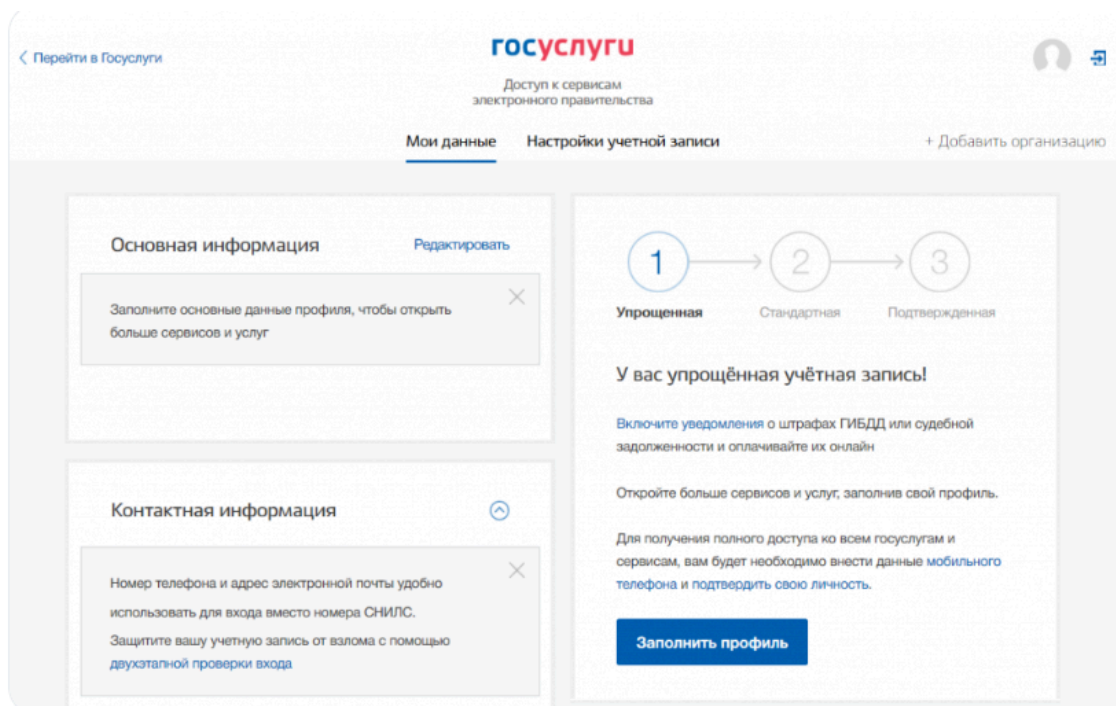 Перейти в Госуслуги
госуслуги
Доступ к сервисам
электронного правительства
Мои данные
Настройки учетной записи
+ Добавить организацию
Основная информация
Редактировать
Заполните основные данные профиля, чтобы открыть
больше сервисов и услуг
Контактная информация
Номер телефона и адрес электронной почты удобно
использовать для входа вместо номера СНИЛС.
Защитите вашу учетную запись от взлома с помощью
двухэтапной проверки входа
1
2
3
Упрощенная
Стандартная
Подтвержденная
У вас упрощённая учётная запись!
Включите уведомления о штрафах ГИБДД или судебной
задолженности и оплачивайте их онлайн
Откройте больше сервисов и услуг, заполнив свой профиль.
Для получения полного доступа ко всем госуслугам и
сервисам, вам будет необходимо внести данные мобильного
телефона и подтвердить свою личность.
Заполнить профиль